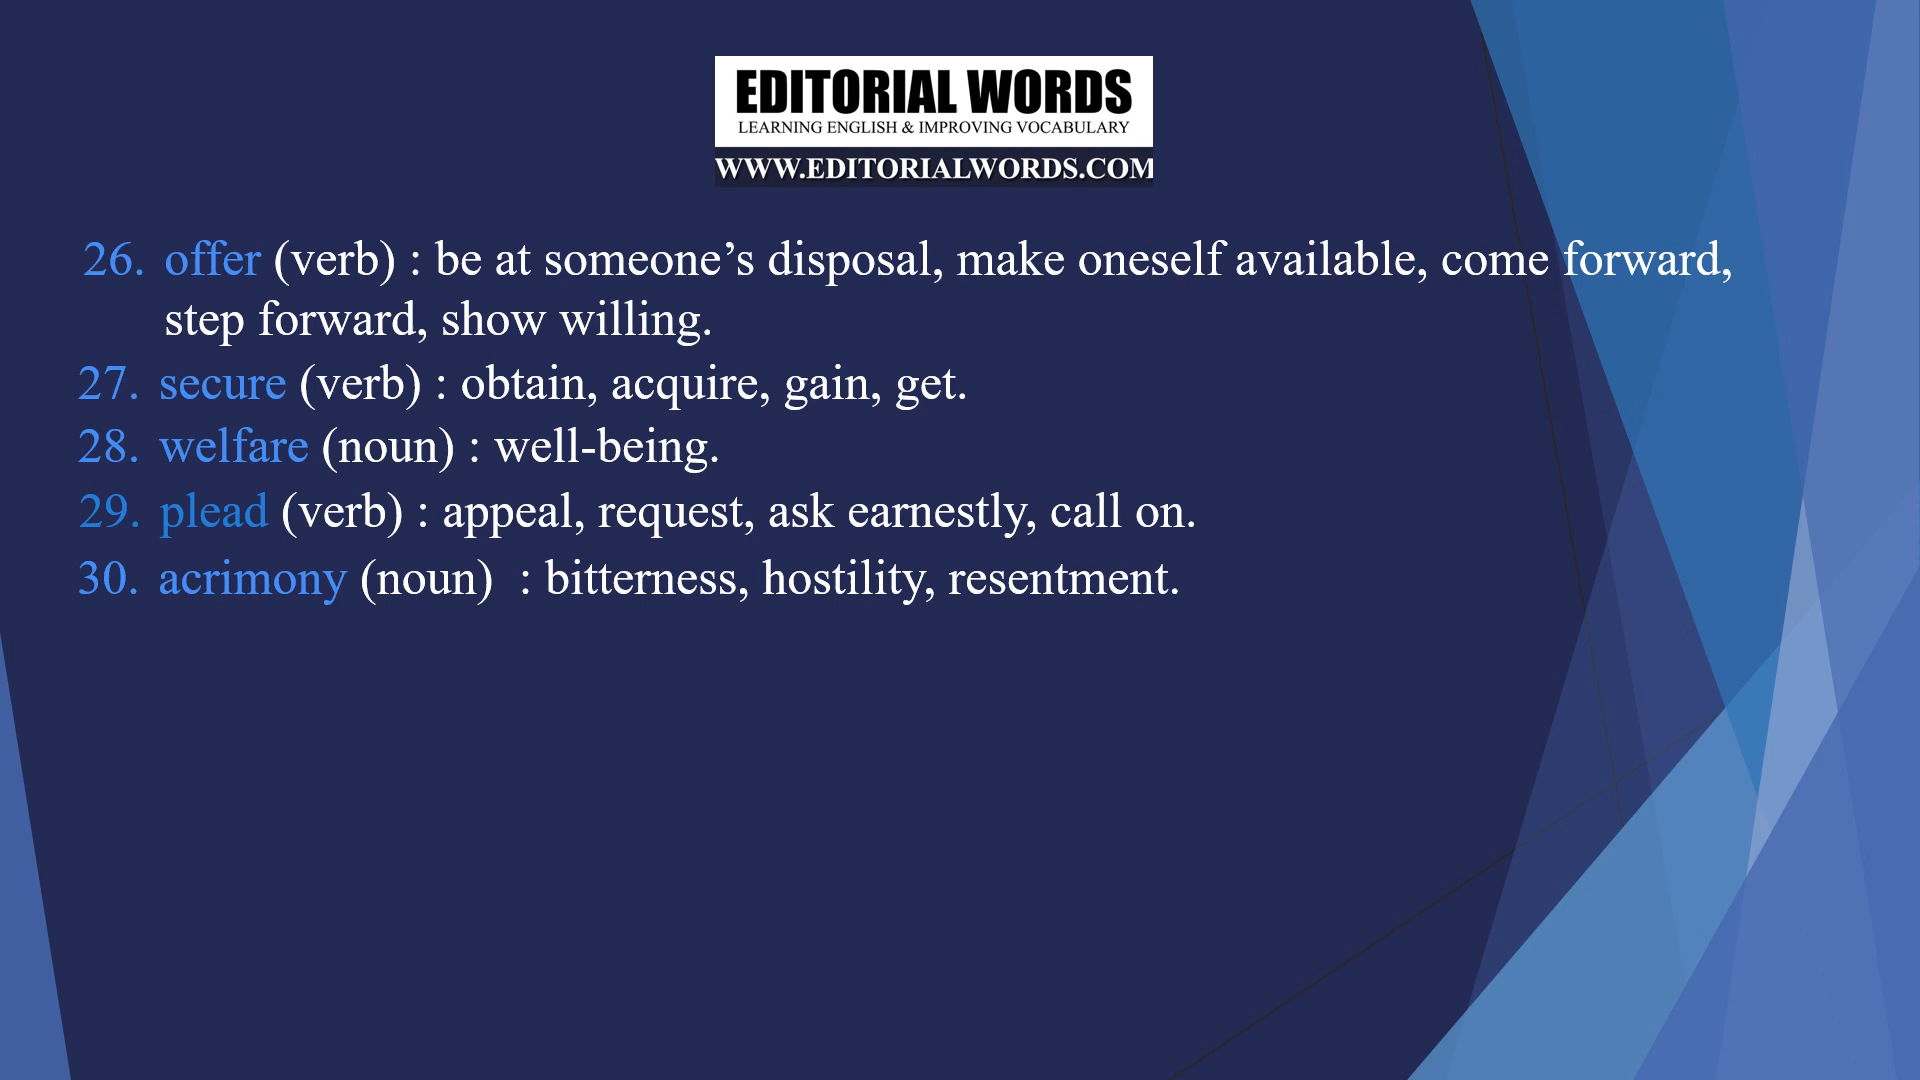 EDITORIAL WORDS
LEARNING ENGLISH & IMPROVING VOCABULARY
WWW.EDITORIALWORDS.COM
26. offer (verb) : be at someone’s disposal, make oneself available, come forward,
step forward, show willing.
27. secure (verb) : obtain, acquire, gain, get.
28. welfare (noun) : well-being.
29. plead (verb) : appeal, request, ask earnestly, call on.
30. acrimony (noun)  : bitterness, hostility, resentment.